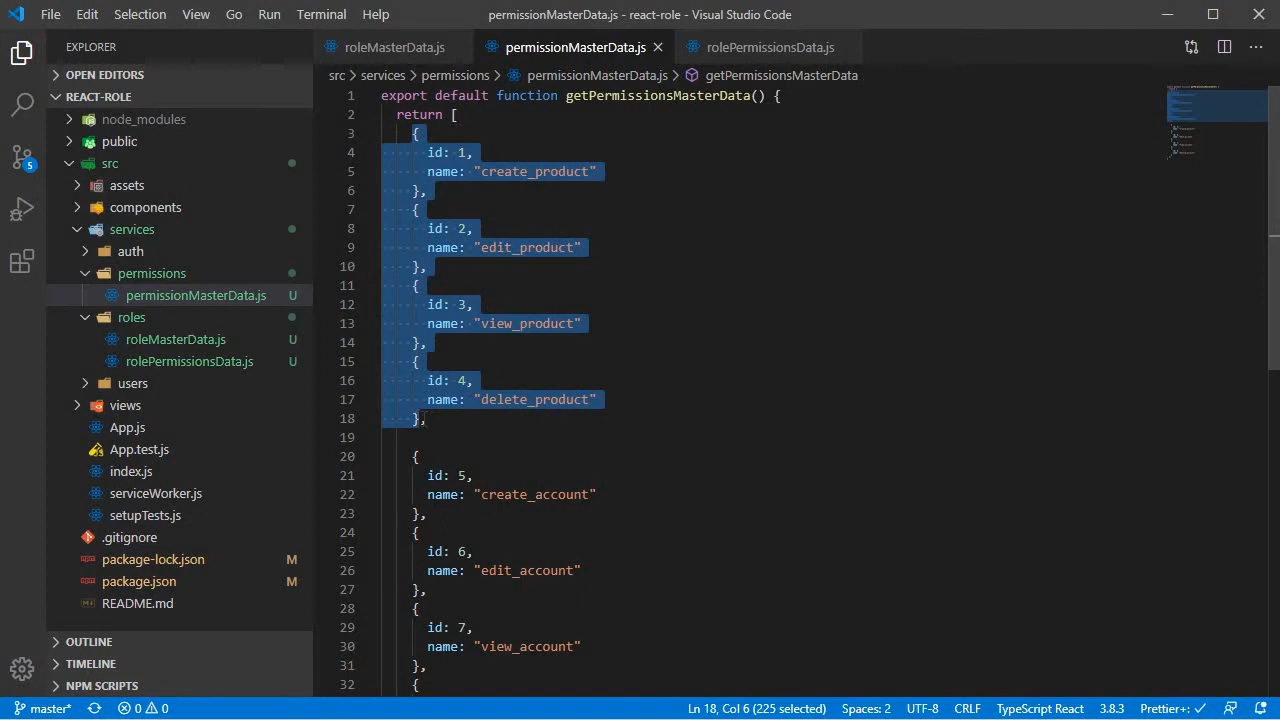 File Edit Selection View Go Run Terminal Help
permissionMasterData.js - react-role - Visual Studio Code
EXPLORER
OPEN EDITORS
REACT-ROLE
node_modules
public
src
assets
components
services
auth
permissions
permissionMasterData.js U
roles
roleMasterData.js U
rolePermissionsData.js U
users
views
App.js
App.test.js
index.js
serviceWorker.js
setupTests.js
.gitignore
package-lock.json M
package.json M
README.md
OUTLINE
TIMELINE
NPM SCRIPTS
5
roleMasterData.js permissionMasterData.js rolePermissionsData.js
src > services > permissions > permissionMasterData.js > getPermissionsMasterData
1 export default function getPermissionsMasterData() {
2 return [
3 {
4 id: 1,
5 name: "create_product"
6 },
7 {
8 id: 2,
9 name: "edit_product"
10 },
11 {
12 id: 3,
13 name: "view_product"
14 },
15 {
16 id: 4,
17 name: "delete_product"
18 },
19
20 {
21 id: 5,
22 name: "create_account"
23 },
24 {
25 id: 6,
26 name: "edit_account"
27 },
28 {
29 id: 7,
30 name: "view_account"
31 },
32 {
master* 0 0 Ln 18, Col 6 (225 selected) Spaces: 2 UTF-8 CRLF TypeScript React 3.8.3 Prettier+: ✓